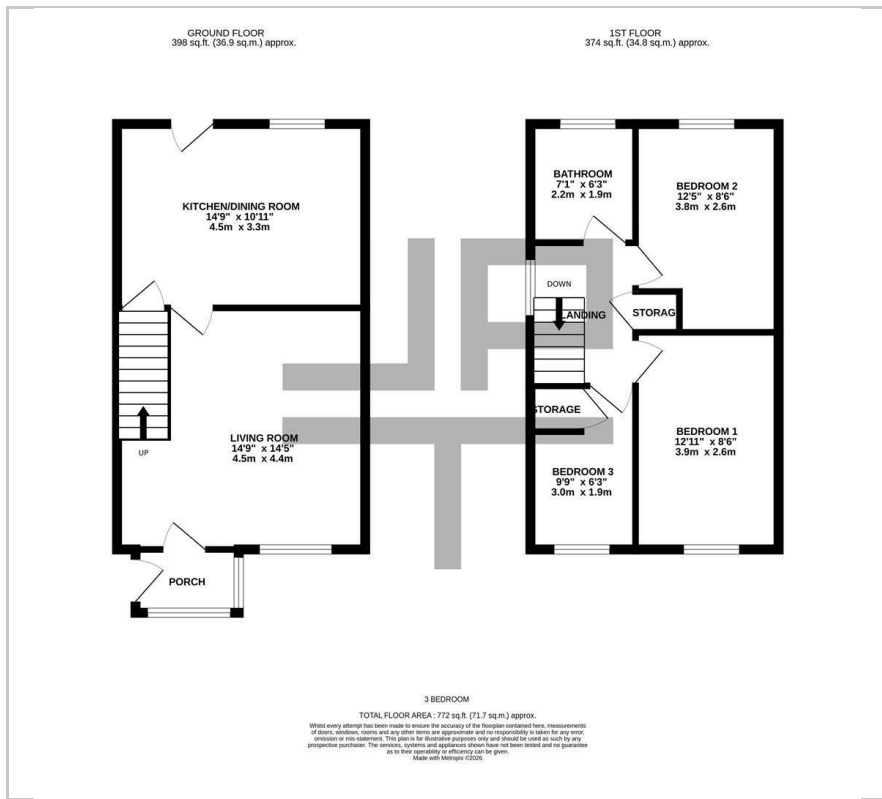 GROUND FLOOR
398 sq.ft. (36.9 sq.m.) approx.
1ST FLOOR
374 sq.ft. (34.8 sq.m.) approx.
KITCHEN/DINING ROOM
14'9" x 10'11"
4.5m x 3.3m
UP
LIVING ROOM
14'9" x 14'5"
4.5m x 4.4m
PORCH
BATHROOM
7'1" x 6'3"
2.2m x 1.9m
BEDROOM 2
12'5" x 8'6"
3.8m x 2.6m
DOWN
LANDING
STORAG
STORAGE
BEDROOM 1
12'11" x 8'6"
3.9m x 2.6m
BEDROOM 3
9'9" x 6'3"
3.0m x 1.9m
3 BEDROOM
TOTAL FLOOR AREA : 772 sq.ft. (71.7 sq.m.) approx.
Whilst every attempt has been made to ensure the accuracy of the floorplan contained here, measurements
of doors, windows, rooms and any other items are approximate and no responsibility is taken for any error,
omission or mis-statement. This plan is for illustrative purposes only and should be used as such by any
prospective purchaser. The services, systems and appliances shown have not been tested and no guarantee
as to their operability or efficiency can be given.
Made with Metropix ©2026